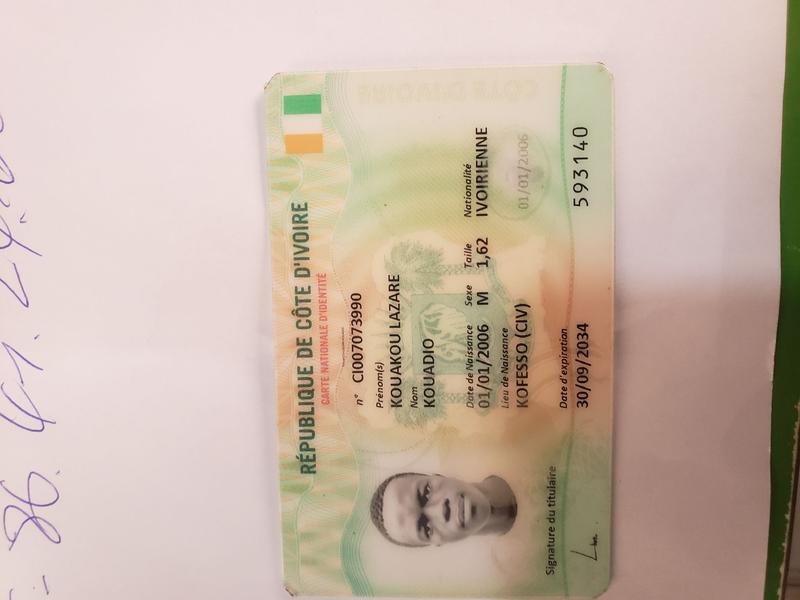 RÉPUBLIQUE DE CÔTE D'IVOIRE
CARTE NATIONALE D'IDENTITÉ
n° CI007073990
Prénom(s)
KOUAKOU LAZARE
Nom
KOUADIO
Date de Naissance Sexe Taille Nationalité
01/01/2006 M 1,62 IVOIRIENNE
Lieu de Naissance
KOFESSO (CIV)
01/01/2006
Date d'expiration
30/09/2034
593140
Signature du titulaire
CÔTE D'IVOIRE